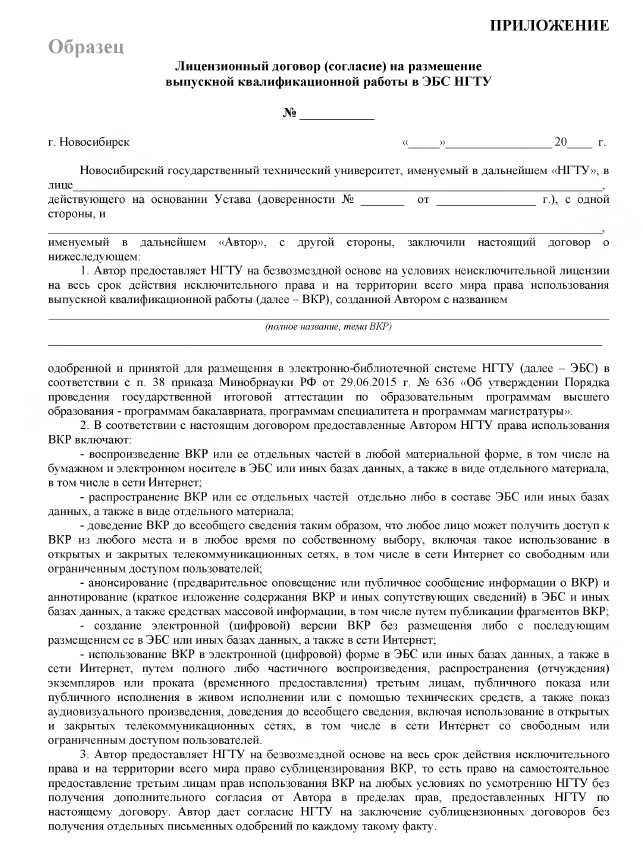 ПРИЛОЖЕНИЕ
Образец
Лицензионный договор (согласие) на размещение
выпускной квалификационной работы в ЭБС НГТУ
№ ____________
г. Новосибирск «_____»_________________ 20____ г.
Новосибирский государственный технический университет, именуемый в дальнейшем «НГТУ», в
лице_____________________________________________________________________________________,
действующего на основании Устава (доверенности № _______ от ________________ г.), с одной
стороны, и
_________________________________________________________________________________________,
именуемый в дальнейшем «Автор», с другой стороны, заключили настоящий договор о
нижеследующем:
1. Автор предоставляет НГТУ на безвозмездной основе на условиях неисключительной лицензии
на весь срок действия исключительного права и на территории всего мира права использования
выпускной квалификационной работы (далее – ВКР), созданной Автором с названием
__________________________________________________________________________________________
(полное название, тема ВКР)
_________________________________________________________________________________________
одобренной и принятой для размещения в электронно-библиотечной системе НГТУ (далее – ЭБС) в
соответствии с п. 38 приказа Минобрнауки РФ от 29.06.2015 г. № 636 «Об утверждении Порядка
проведения государственной итоговой аттестации по образовательным программам высшего
образования - программам бакалавриата, программам специалитета и программам магистратуры».
2. В соответствии с настоящим договором предоставленные Автором НГТУ права использования
ВКР включают:
- воспроизведение ВКР или ее отдельных частей в любой материальной форме, в том числе на
бумажном и электронном носителе в ЭБС или иных базах данных, а также в виде отдельного материала,
в том числе в сети Интернет;
- распространение ВКР или ее отдельных частей отдельно либо в составе ЭБС или иных базах
данных, а также в виде отдельного материала;
- доведение ВКР до всеобщего сведения таким образом, что любое лицо может получить доступ к
ВКР из любого места и в любое время по собственному выбору, включая такое использование в
открытых и закрытых телекоммуникационных сетях, в том числе в сети Интернет со свободным или
ограниченным доступом пользователей;
- анонсирование (предварительное оповещение или публичное сообщение информации о ВКР) и
аннотирование (краткое изложение содержания ВКР и иных сопутствующих сведений) в ЭБС и иных
базах данных, а также средствах массовой информации, в том числе путем публикации фрагментов ВКР;
- создание электронной (цифровой) версии ВКР без размещения либо с последующим
размещением ее в ЭБС или иных базах данных, а также в сети Интернет;
- использование ВКР в электронной (цифровой) форме в ЭБС или иных базах данных, а также в
сети Интернет, путем полного либо частичного воспроизведения, распространения (отчуждения)
экземпляров или проката (временного предоставления) третьим лицам, публичного показа или
публичного исполнения в живом исполнении или с помощью технических средств, а также показ
аудиовизуального произведения, доведения до всеобщего сведения, включая использование в открытых
и закрытых телекоммуникационных сетях, в том числе в сети Интернет со свободным или
ограниченным доступом пользователей.
3. Автор предоставляет НГТУ на безвозмездной основе на весь срок действия исключительного
права и на территории всего мира право сублицензирования ВКР, то есть право на самостоятельное
предоставление третьим лицам прав использования ВКР на любых условиях по усмотрению НГТУ без
получения дополнительного согласия от Автора в пределах прав, предоставленных НГТУ по
настоящему договору. Автор дает согласие НГТУ на заключение сублицензионных договоров без
получения отдельных письменных одобрений по каждому такому факту.